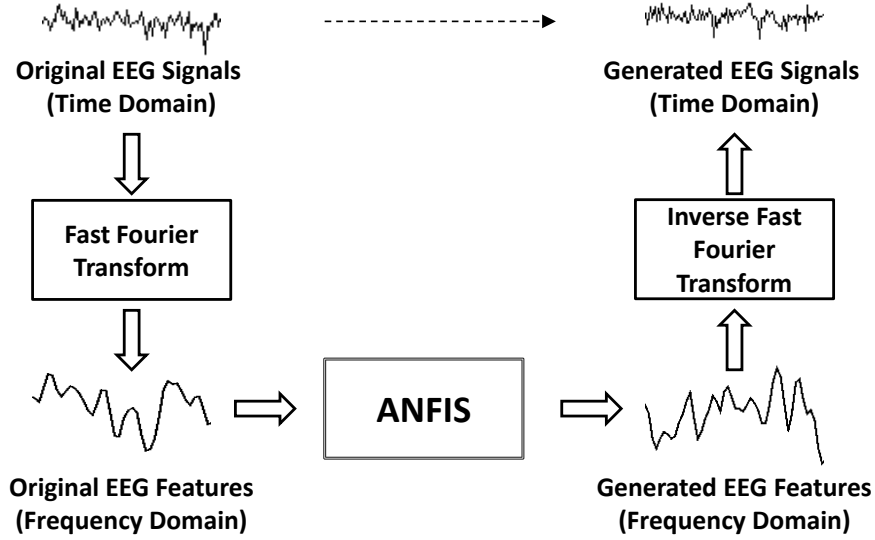 Original EEG Signals
(Time Domain)
Generated EEG Signals
(Time Domain)
Fast Fourier
Transform
Inverse Fast
Fourier
Transform
ANFIS
Original EEG Features
(Frequency Domain)
Generated EEG Features
(Frequency Domain)